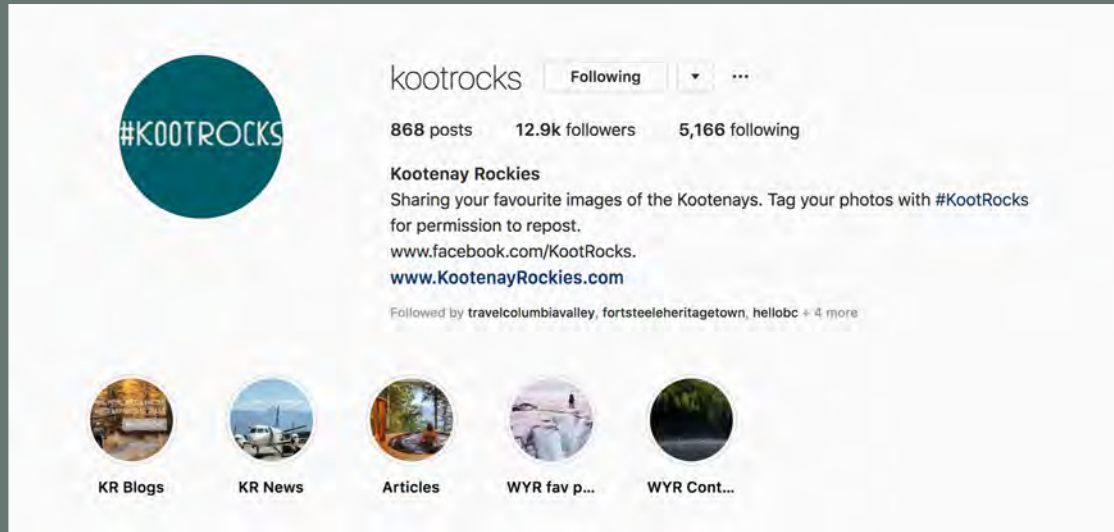 #KOOTROCKS
kootrocks Following
868 posts 12.9k followers 5,166 following
Kootenay Rockies
Sharing your favourite images of the Kootenays. Tag your photos with #KootRocks
for permission to repost.
www.facebook.com/KootRocks.
www.KootenayRockies.com
Followed by travelcolumbiavalley, fortsteeleheritagetown, hellobc + 4 more
KR Blogs KR News Articles WYR fav p... WYR Cont...